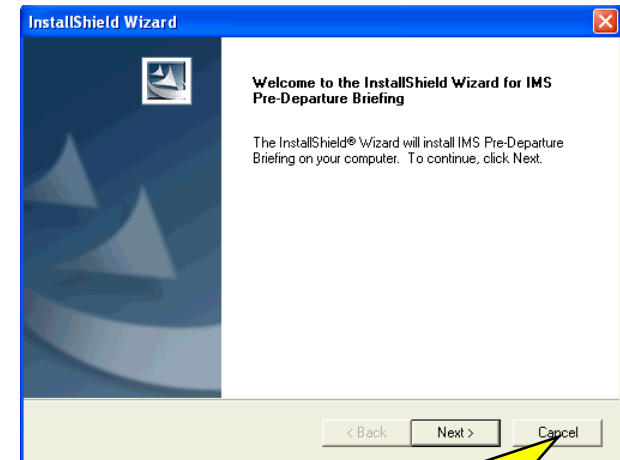 InstallShield Wizard
Welcome to the InstallShield Wizard for IMS
Pre-Departure Briefing
The InstallShield® Wizard will install IMS Pre-Departure
Briefing on your computer. To continue, click Next.
< Back
Next >
Cancel